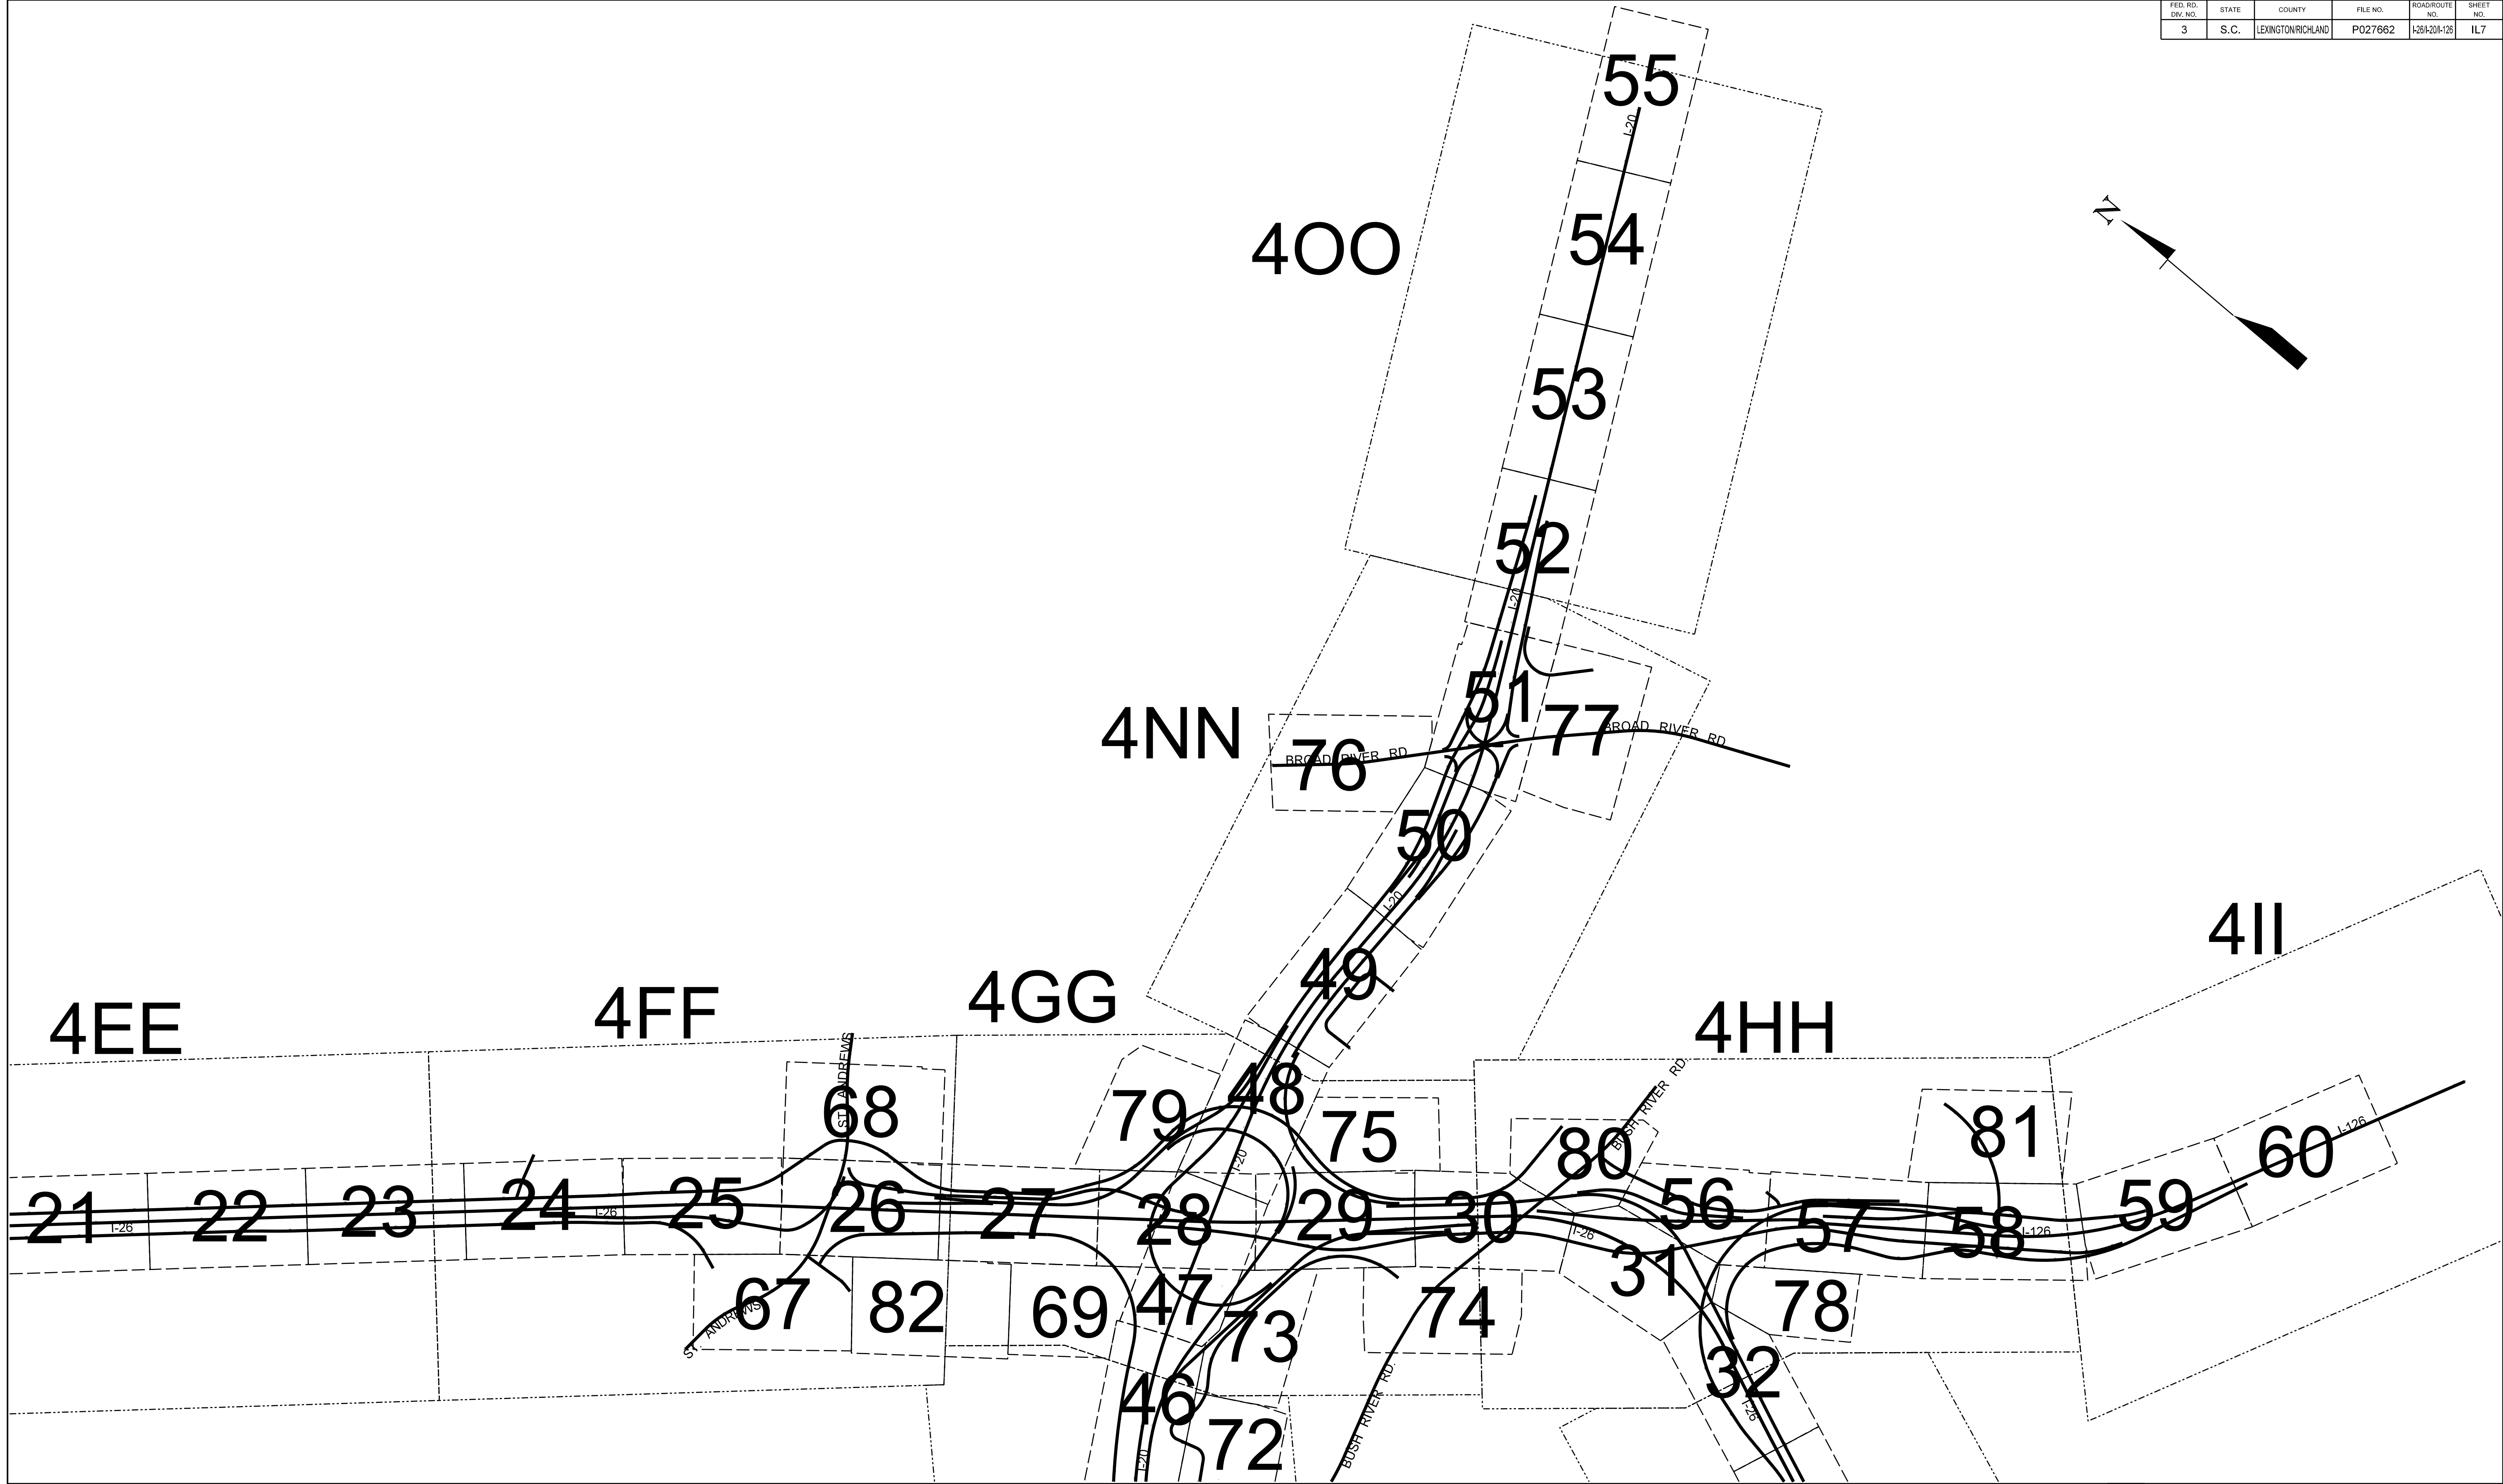 FED. RD. DIV. NO. STATE COUNTY FILE NO. ROAD/ROUTE NO. SHEET NO.
3 S.C. LEXINGTON/RICHLAND P027662 I-26/I-20/I-126 IL7
55
I-20
N
54
4OO
53
52
I-20
51
77
BROAD RIVER RD
4NN
76
BROAD RIVER RD
50
I-20
4II
49
4EE
4FF
4GG
4HH
ST ANDREWS
68
79
48
75
BUSH RIVER RD
80
81
I-126
60
I-20
21
I-26
22
23
24
I-26
25
26
27
28
29
30
I-26
56
57
58
I-126
59
31
67
ST ANDREWS
82
69
47
73
74
78
46
32
I-26
BUSH RIVER RD
72
I-20